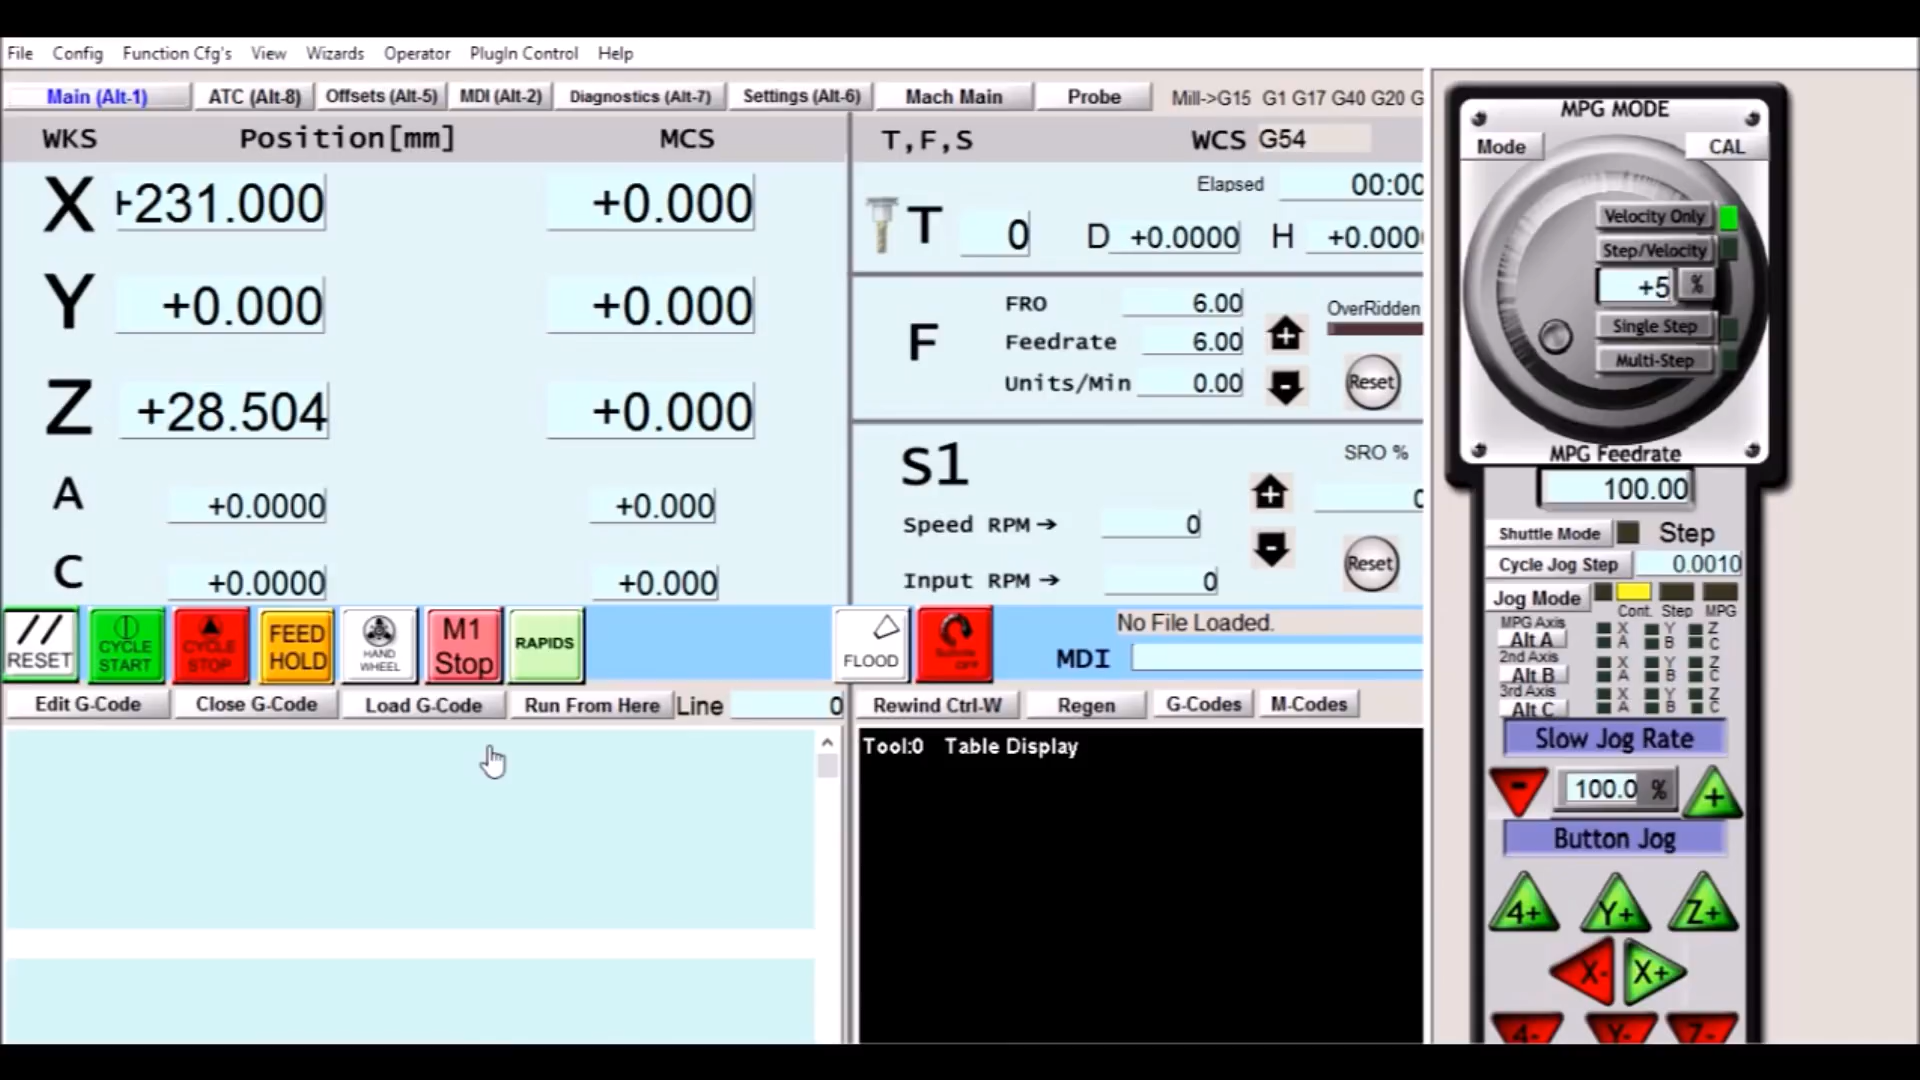 File Config Function Cfg's View Wizards Operator PlugIn Control Help
Main (Alt-1) ATC (Alt-8) Offsets (Alt-5) MDI (Alt-2) Diagnostics (Alt-7) Settings (Alt-6) Mach Main Probe Mill->G15 G1 G17 G40 G20 G
WKS Position[mm] MCS
X +231.000 +0.000
Y +0.000 +0.000
Z +28.504 +0.000
A +0.0000 +0.000
C +0.0000 +0.000
T,F,S WCS G54
Elapsed 00:00
T 0 D +0.0000 H +0.000
FRO 6.00 OverRidden
F Feedrate 6.00 + Reset
Units/Min 0.00 -
S1 SRO %
+ 0
Speed RPM→ 0
- Reset
Input RPM→ 0
// RESET
CYCLE START
CYCLE STOP
FEED HOLD
HAND WHEEL
M1 Stop
RAPIDS
FLOOD
OFF
No File Loaded.
MDI
Edit G-Code Close G-Code Load G-Code Run From Here Line 0
Rewind Ctrl-W Regen G-Codes M-Codes
Tool:0 Table Display
MPG MODE
Mode CAL
Velocity Only
Step/Velocity
+5 %
Single Step
Multi-Step
MPG Feedrate
100.00
Shuttle Mode Step
Cycle Jog Step 0.0010
Jog Mode Cont. Step MPG
MPG Axis X Y Z
Alt A A B C
2nd Axis X Y Z
Alt B A B C
3rd Axis X Y Z
Alt C A B C
Slow Jog Rate
- 100.0 % +
Button Jog
4+ Y+ Z+
X- X+
4- Y- Z-